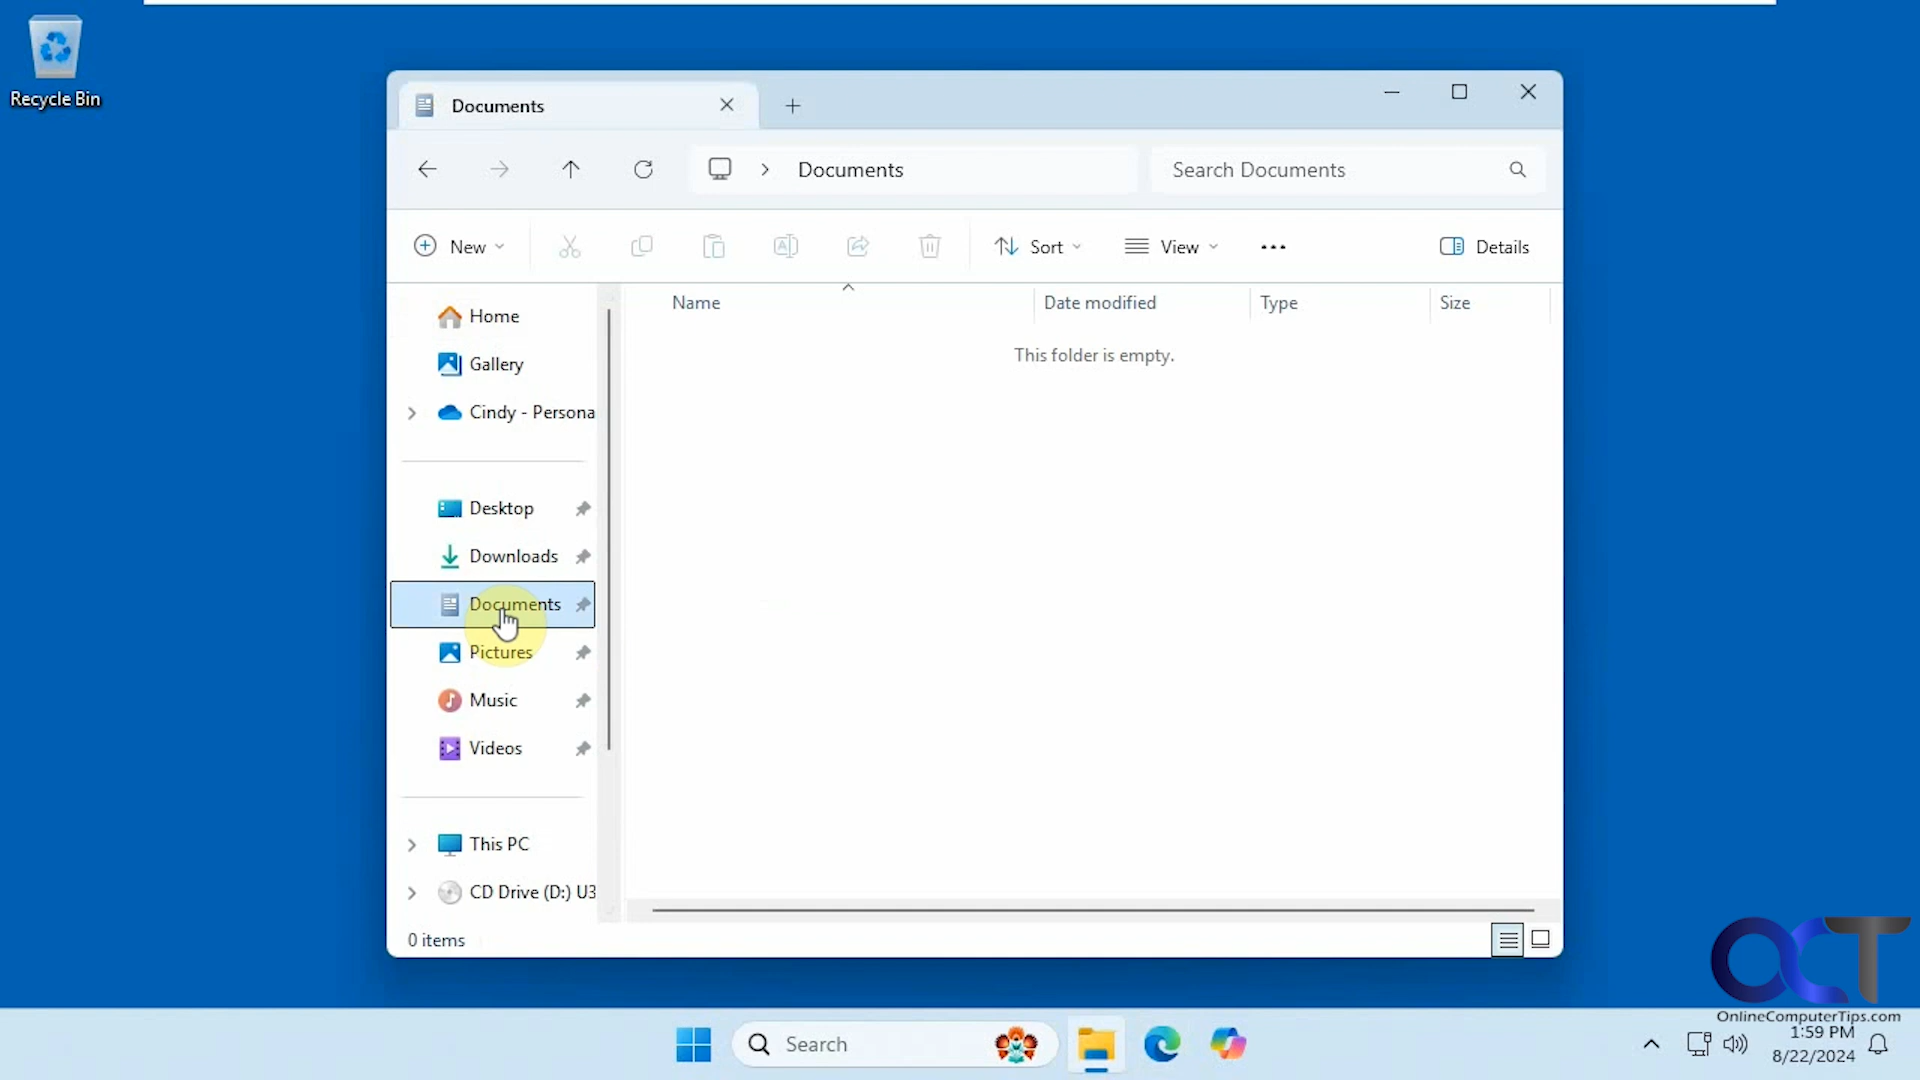 Recycle Bin
Documents
Documents
Search Documents
New
Sort
View
Details
Name
Date modified
Type
Size
This folder is empty.
Home
Gallery
Cindy - Persona
Desktop
Downloads
Documents
Pictures
Music
Videos
This PC
CD Drive (D:) U3
0 items
OCT
OnlineComputerTips.com
Search
1:59 PM
8/22/2024